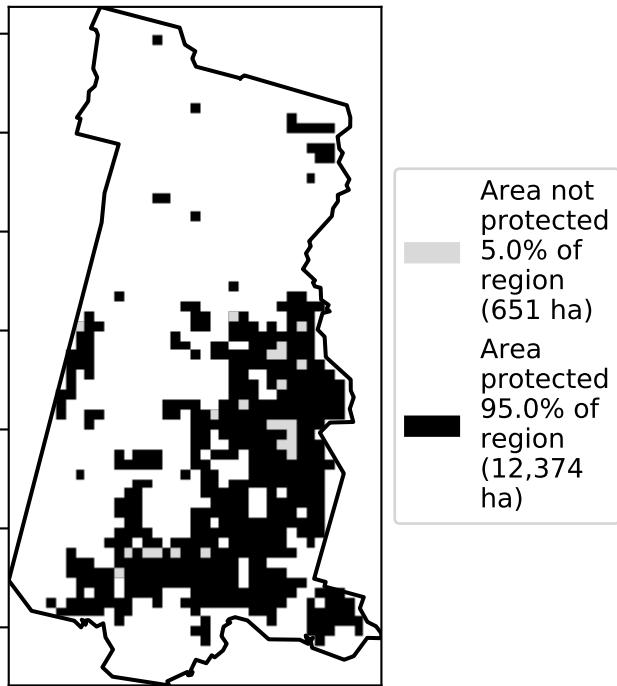 Area not
protected
5.0% of
region
(651 ha)
Area
protected
95.0% of
region
(12,374
ha)